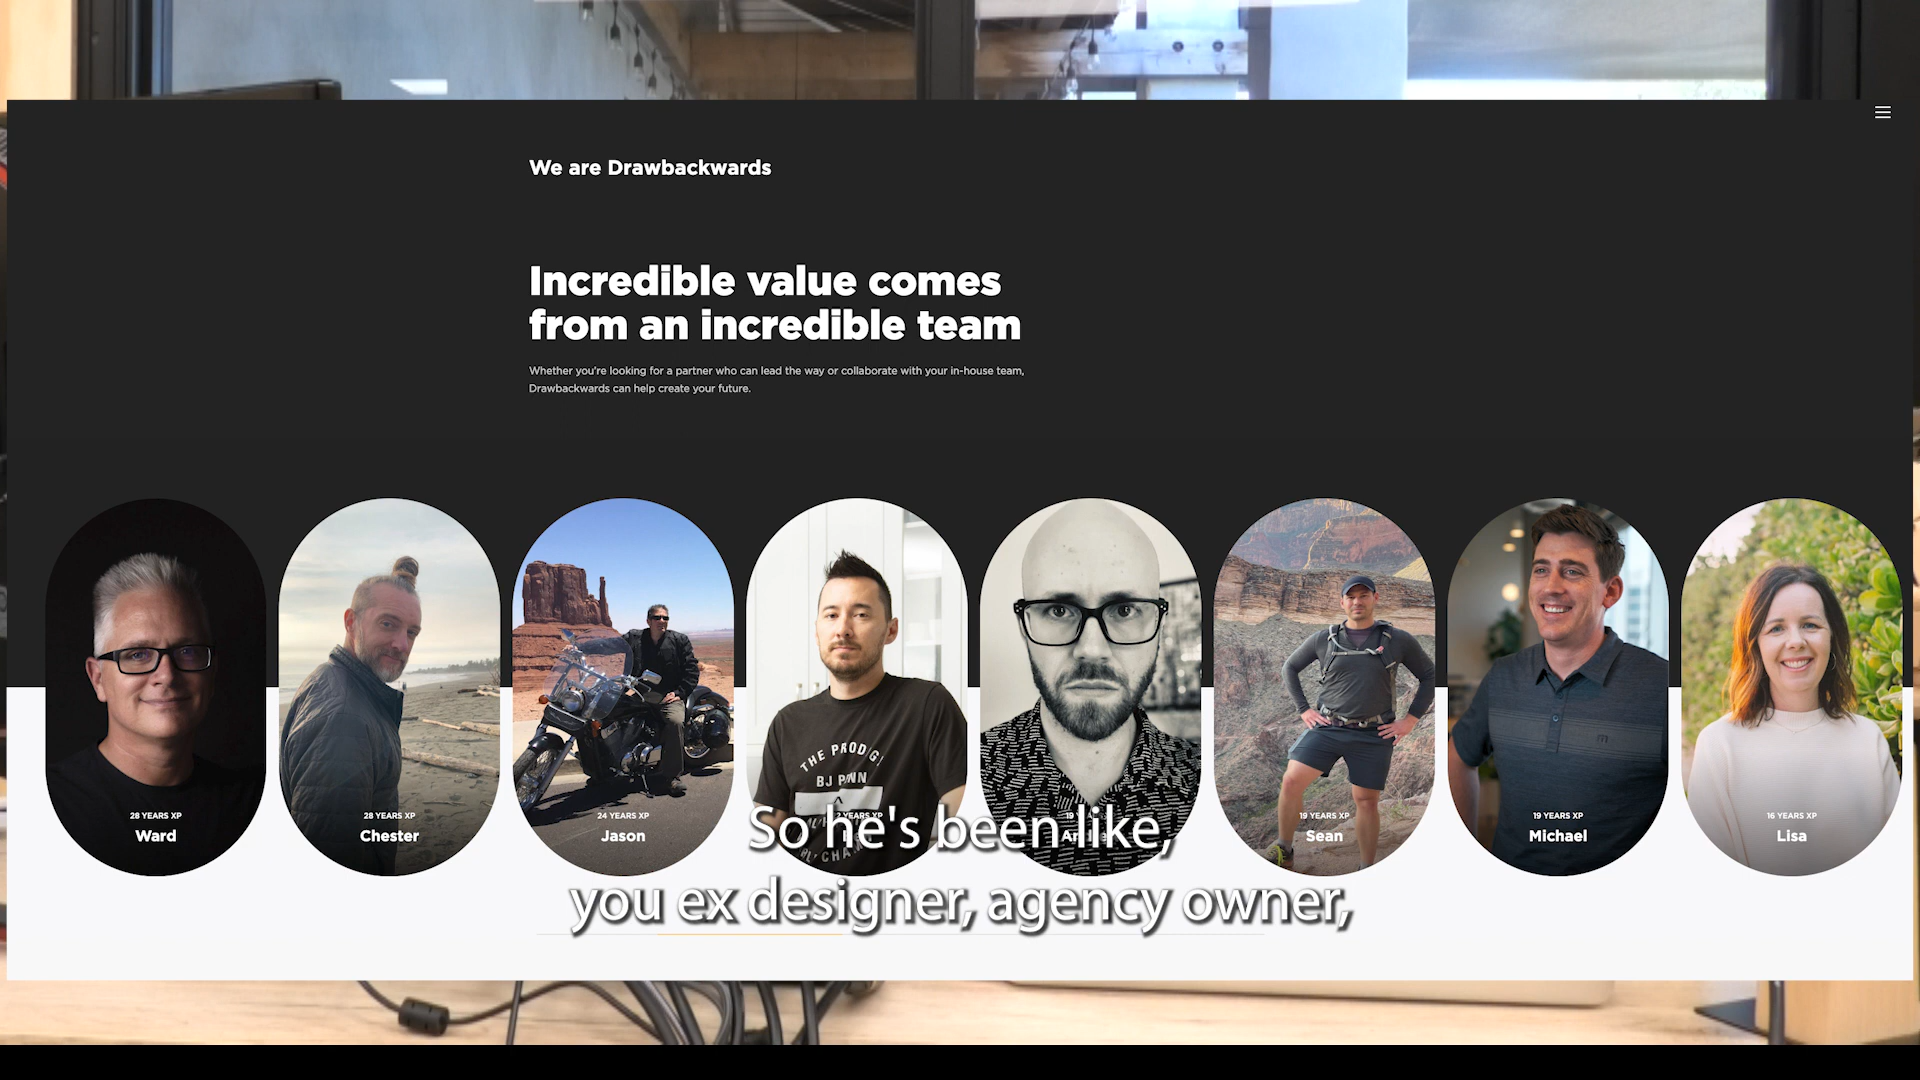 We are Drawbackwards
Incredible value comes
from an incredible team
Whether you're looking for a partner who can lead the way or collaborate with your in-house team,
Drawbackwards can help create your future.
THE PRODIGI
28 YEARS XP
Ward
28 YEARS XP
Chester
24 YEARS XP
Jason
19 YEARS XP
Sean
19 YEARS XP
Michael
16 YEARS XP
Lisa
So he's been like,
you ex designer, agency owner,